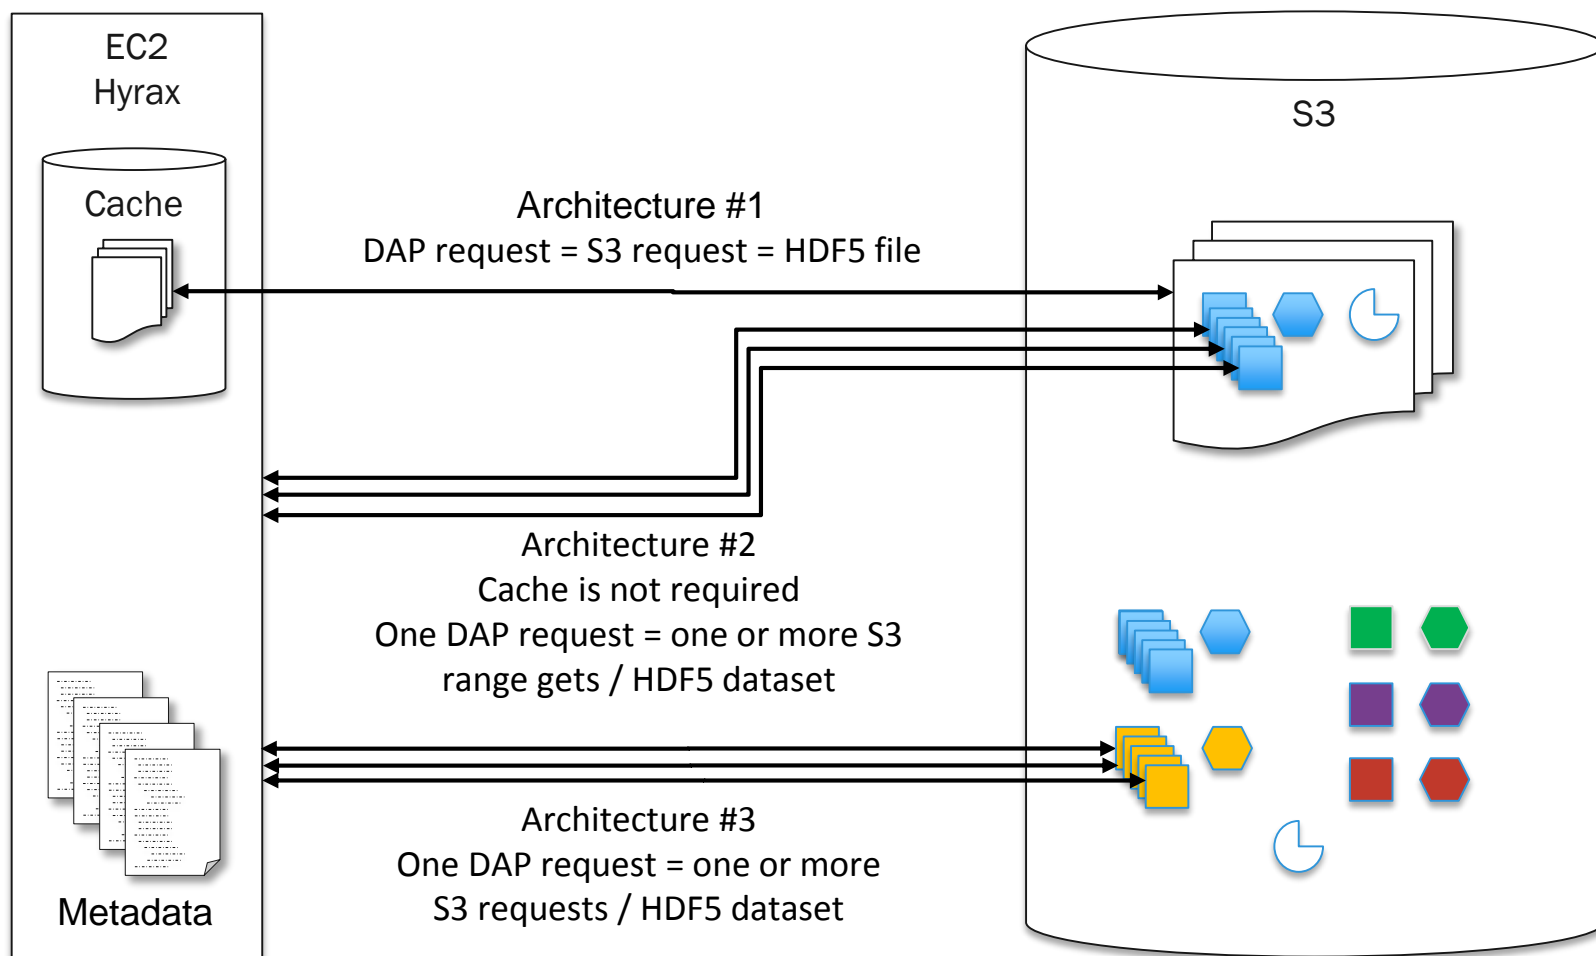 EC2
Hyrax
Cache
S3
Architecture #1
DAP request = S3 request = HDF5 file
Architecture #2
Cache is not required
One DAP request = one or more S3
range gets / HDF5 dataset
Architecture #3
One DAP request = one or more
S3 requests / HDF5 dataset
Metadata